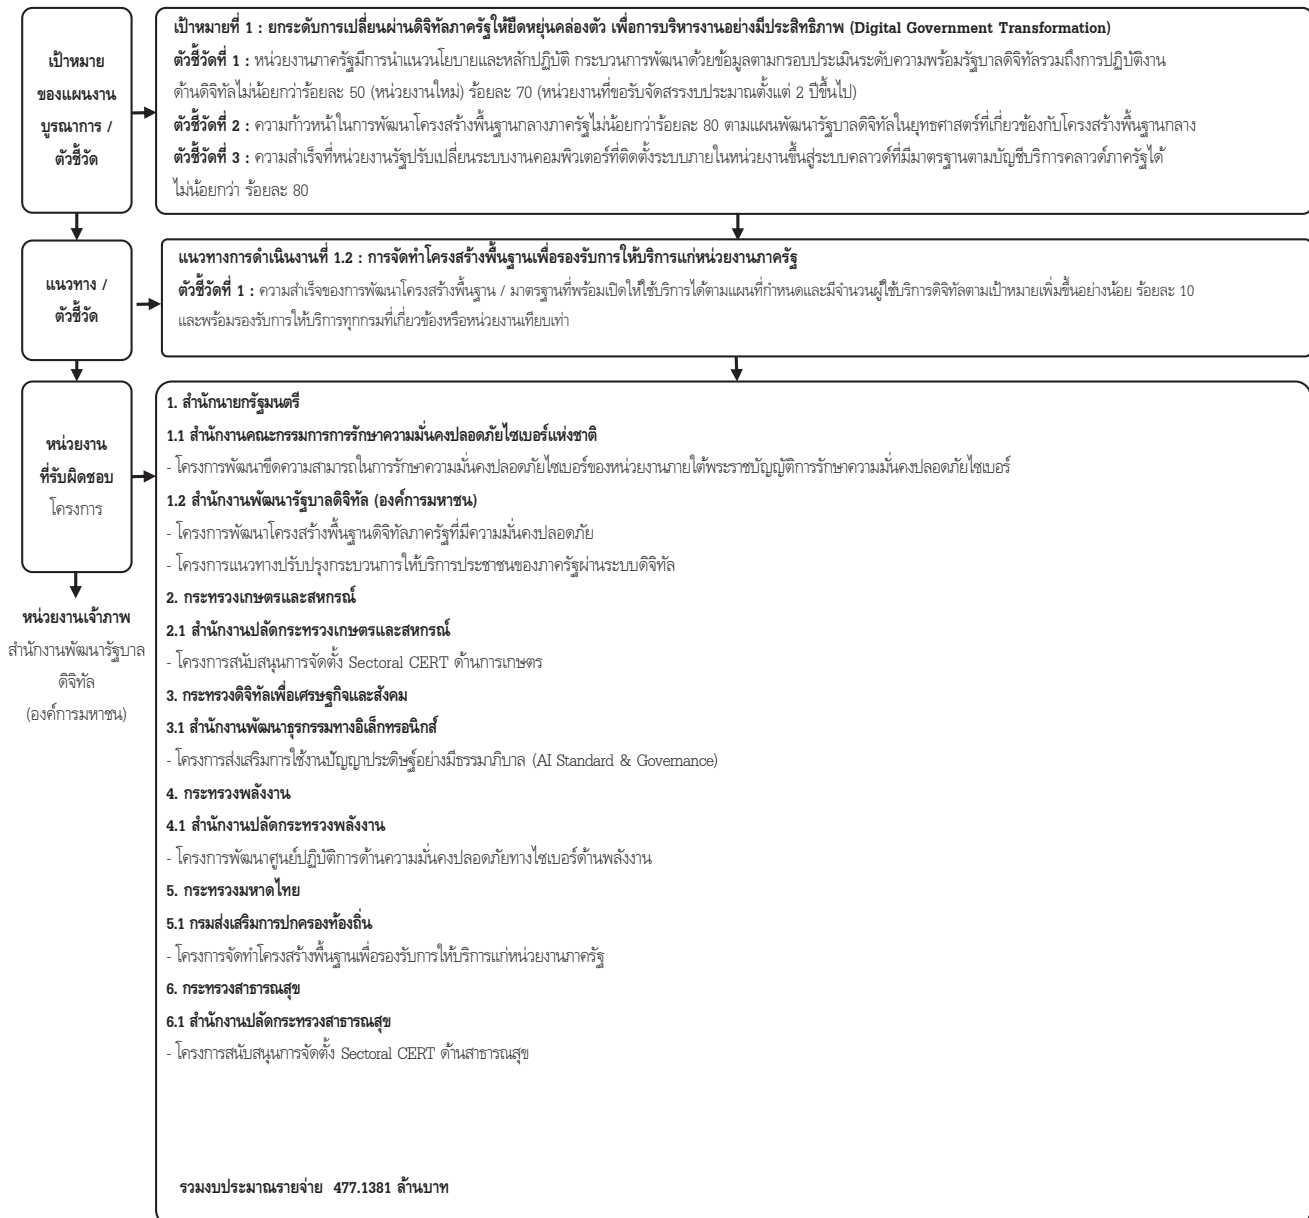 เป้าหมาย
ของแผนงาน
บูรณาการ /
ตัวชี้วัด
เป้าหมายที่ 1 : ยกระดับการเปลี่ยนผ่านดิจิทัลภาครัฐให้ยืดหยุ่นคล่องตัว เพื่อการบริหารงานอย่างมีประสิทธิภาพ (Digital Government Transformation)
ตัวชี้วัดที่ 1 : หน่วยงานภาครัฐมีการนำแนวนโยบายและหลักปฏิบัติ กระบวนการพัฒนาด้วยข้อมูลตามกรอบประเมินระดับความพร้อมรัฐบาลดิจิทัลรวมถึงการปฏิบัติงาน
ด้านดิจิทัลไม่น้อยกว่าร้อยละ 50 (หน่วยงานใหม่) ร้อยละ 70 (หน่วยงานที่ขอรับจัดสรรงบประมาณตั้งแต่ 2 ปีขึ้นไป)
ตัวชี้วัดที่ 2 : ความก้าวหน้าในการพัฒนาโครงสร้างพื้นฐานกลางภาครัฐไม่น้อยกว่าร้อยละ 80 ตามแผนพัฒนารัฐบาลดิจิทัลในยุทธศาสตร์ที่เกี่ยวข้องกับโครงสร้างพื้นฐานกลาง
ตัวชี้วัดที่ 3 : ความสำเร็จที่หน่วยงานรัฐปรับเปลี่ยนระบบงานคอมพิวเตอร์ที่ติดตั้งระบบภายในหน่วยงานขึ้นสู่ระบบคลาวด์ที่มีมาตรฐานตามบัญชีบริการคลาวด์ภาครัฐได้
ไม่น้อยกว่า ร้อยละ 80
แนวทาง /
ตัวชี้วัด
แนวทางการดำเนินงานที่ 1.2 : การจัดทำโครงสร้างพื้นฐานเพื่อรองรับการให้บริการแก่หน่วยงานภาครัฐ
ตัวชี้วัดที่ 1 : ความสำเร็จของการพัฒนาโครงสร้างพื้นฐาน / มาตรฐานที่พร้อมเปิดให้ใช้บริการได้ตามแผนที่กำหนดและมีจำนวนผู้ใช้บริการดิจิทัลตามเป้าหมายเพิ่มขึ้นอย่างน้อย ร้อยละ 10
และพร้อมรองรับการให้บริการทุกกรมที่เกี่ยวข้องหรือหน่วยงานเทียบเท่า
หน่วยงาน
ที่รับผิดชอบ
โครงการ
หน่วยงานเจ้าภาพ
สำนักงานพัฒนารัฐบาล
ดิจิทัล
(องค์การมหาชน)
1. สำนักนายกรัฐมนตรี
1.1 สำนักงานคณะกรรมการการรักษาความมั่นคงปลอดภัยไซเบอร์แห่งชาติ
- โครงการพัฒนาขีดความสามารถในการรักษาความมั่นคงปลอดภัยไซเบอร์ของหน่วยงานภายใต้พระราชบัญญัติการรักษาความมั่นคงปลอดภัยไซเบอร์
1.2 สำนักงานพัฒนารัฐบาลดิจิทัล (องค์การมหาชน)
- โครงการพัฒนาโครงสร้างพื้นฐานดิจิทัลภาครัฐที่มีความมั่นคงปลอดภัย
- โครงการแนวทางปรับปรุงกระบวนการให้บริการประชาชนของภาครัฐผ่านระบบดิจิทัล
2. กระทรวงเกษตรและสหกรณ์
2.1 สำนักงานปลัดกระทรวงเกษตรและสหกรณ์
- โครงการสนับสนุนการจัดตั้ง Sectoral CERT ด้านการเกษตร
3. กระทรวงดิจิทัลเพื่อเศรษฐกิจและสังคม
3.1 สำนักงานพัฒนาธุรกรรมทางอิเล็กทรอนิกส์
- โครงการส่งเสริมการใช้งานปัญญาประดิษฐ์อย่างมีธรรมาภิบาล (AI Standard & Governance)
4. กระทรวงพลังงาน
4.1 สำนักงานปลัดกระทรวงพลังงาน
- โครงการพัฒนาศูนย์ปฏิบัติการด้านความมั่นคงปลอดภัยทางไซเบอร์ด้านพลังงาน
5. กระทรวงมหาดไทย
5.1 กรมส่งเสริมการปกครองท้องถิ่น
- โครงการจัดทำโครงสร้างพื้นฐานเพื่อรองรับการให้บริการแก่หน่วยงานภาครัฐ
6. กระทรวงสาธารณสุข
6.1 สำนักงานปลัดกระทรวงสาธารณสุข
- โครงการสนับสนุนการจัดตั้ง Sectoral CERT ด้านสาธารณสุข
รวมงบประมาณรายจ่าย 477.1381 ล้านบาท